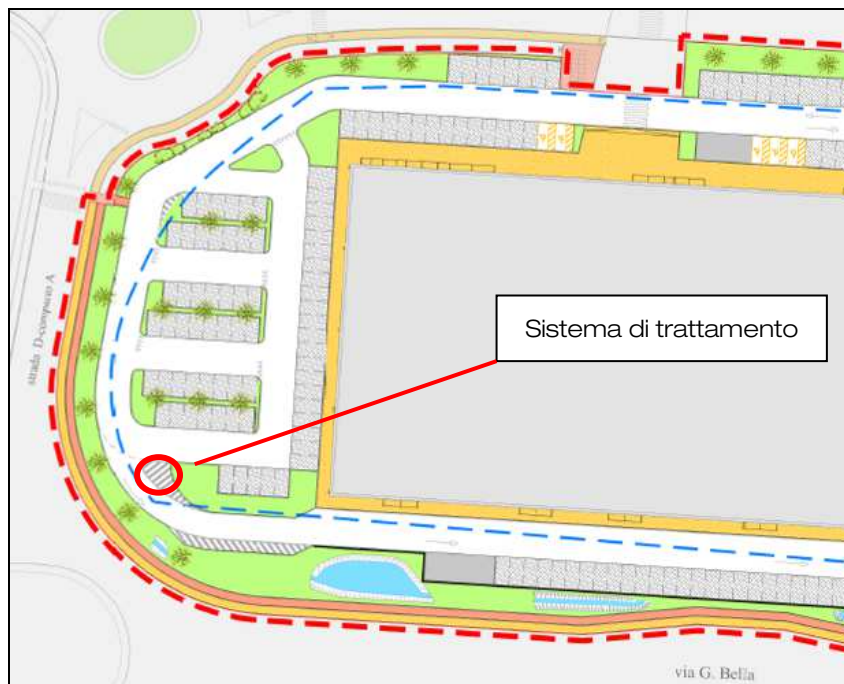 Sistema di trattamento
strada D-comparto A
via G. Bella